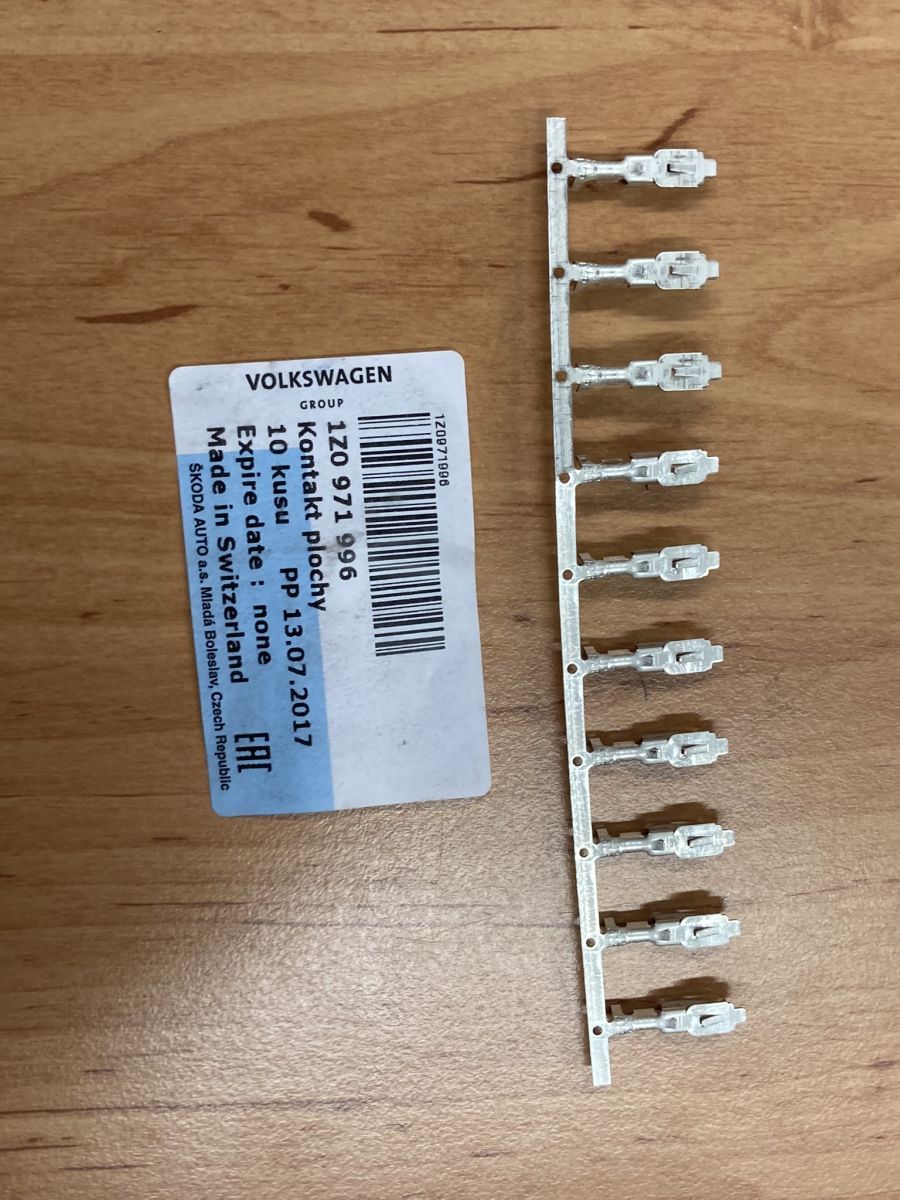 VOLKSWAGEN
GROUP
1Z0971996
1Z0 971 996
Kontakt plochy
10 kusu PP 13.07.2017
Expire date : none
Made in Switzerland EAC
ŠKODA AUTO a.s. Mladá Boleslav, Czech Republic